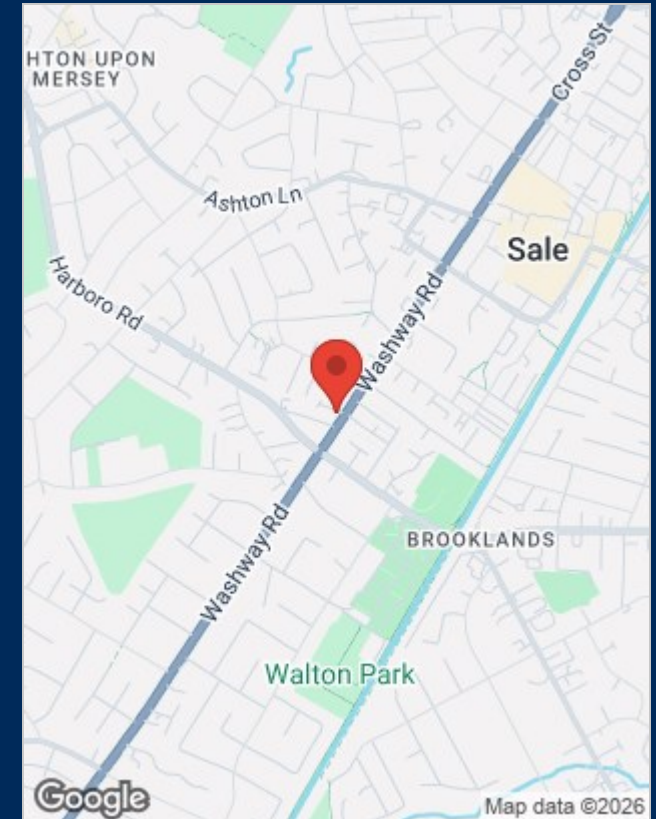 HTON UPON
MERSEY
Cross St
Ashton Ln
Sale
Harboro Rd
Washway Rd
BROOKLANDS
Washway Rd
Walton Park
Google
Map data ©2026